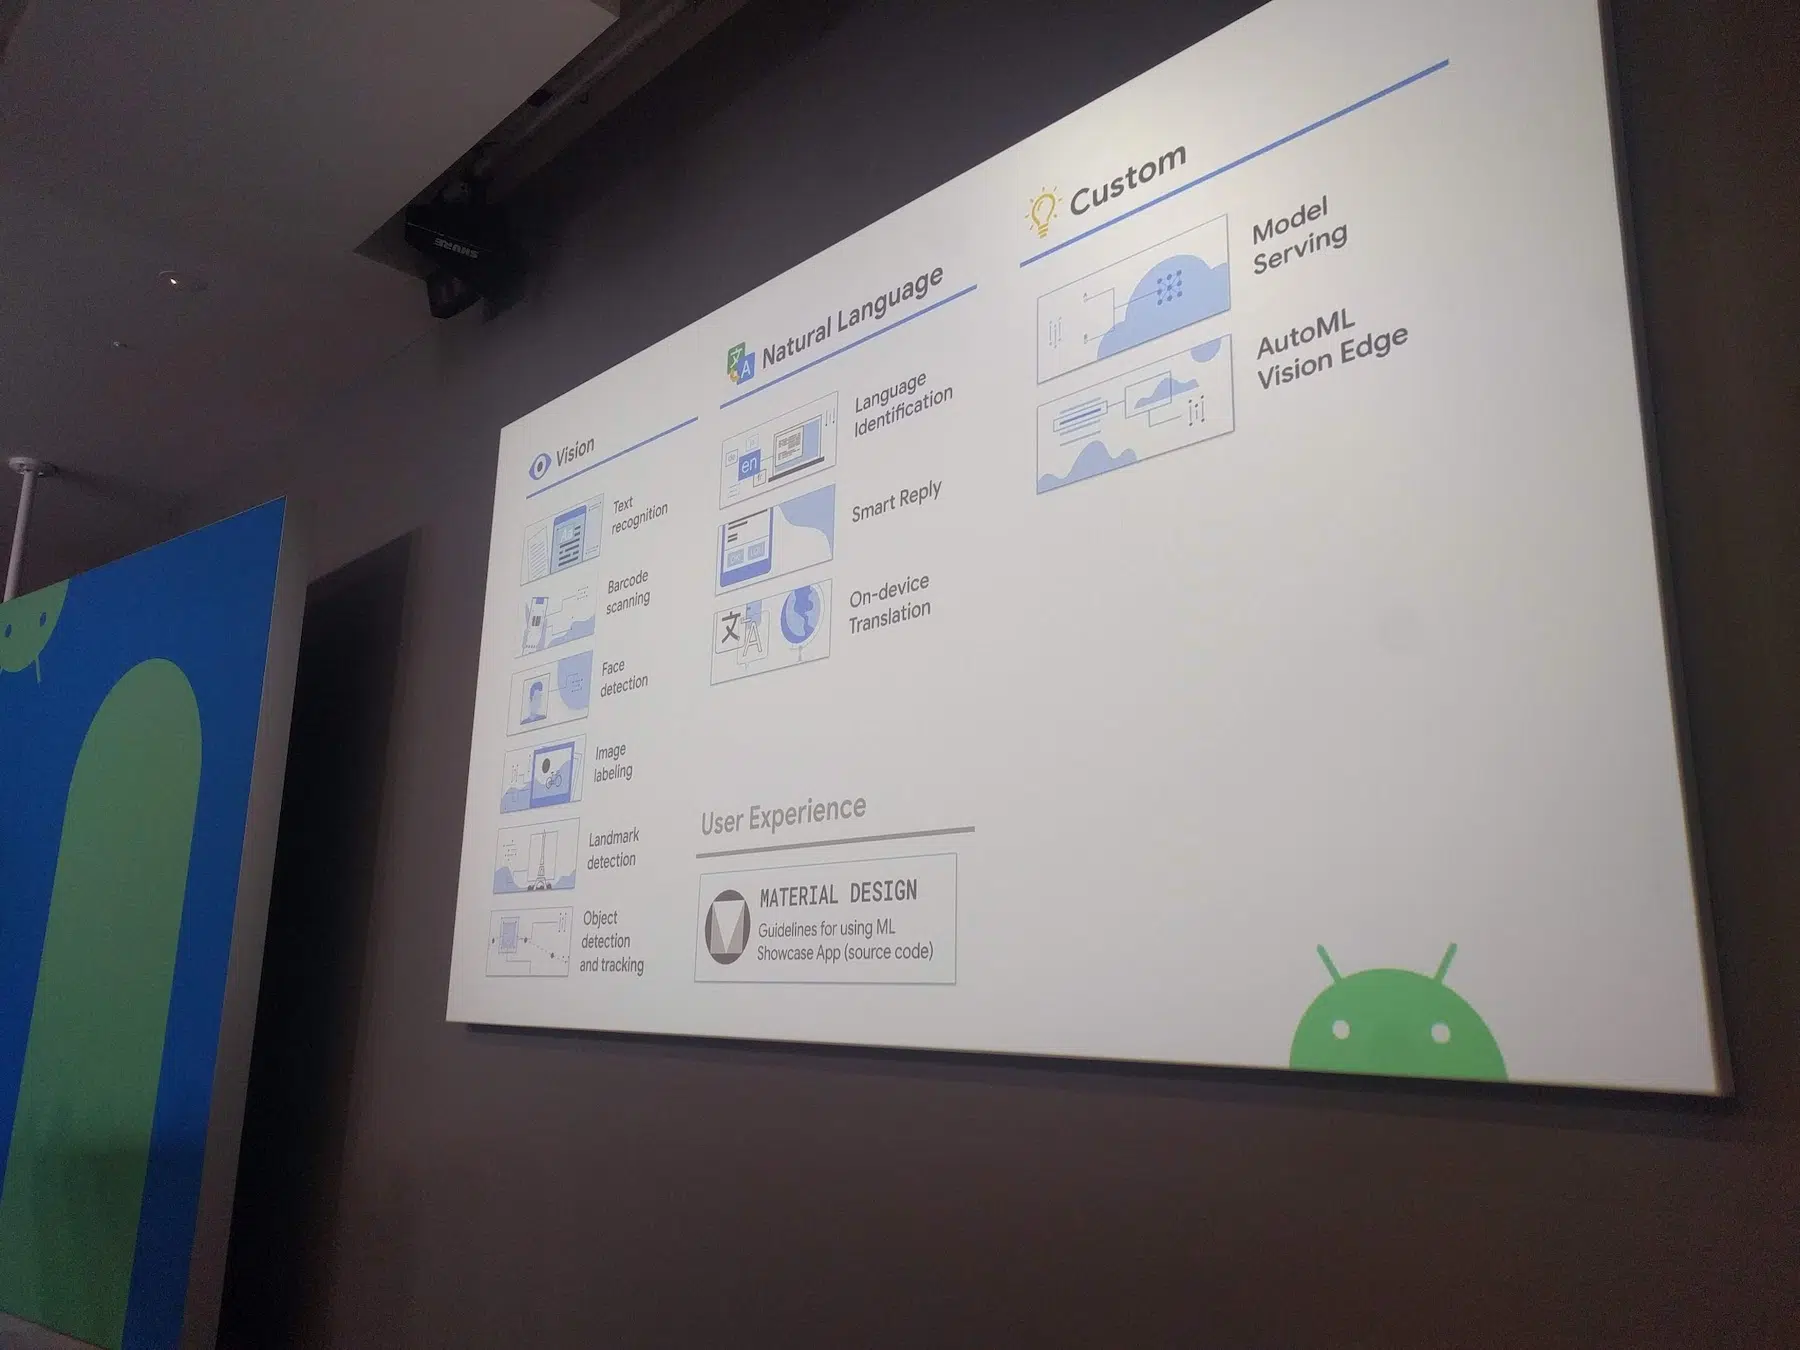 Vision
Text
recognition
Barcode
scanning
Face
detection
Image
labeling
Landmark
detection
Object
detection
and tracking
Natural Language
文
A
Language
Identification
en
Smart Reply
On-device
Translation
文
A
User Experience
MATERIAL DESIGN
Guidelines for using ML
Showcase App (source code)
Custom
Model
Serving
AutoML
Vision Edge
SHURE